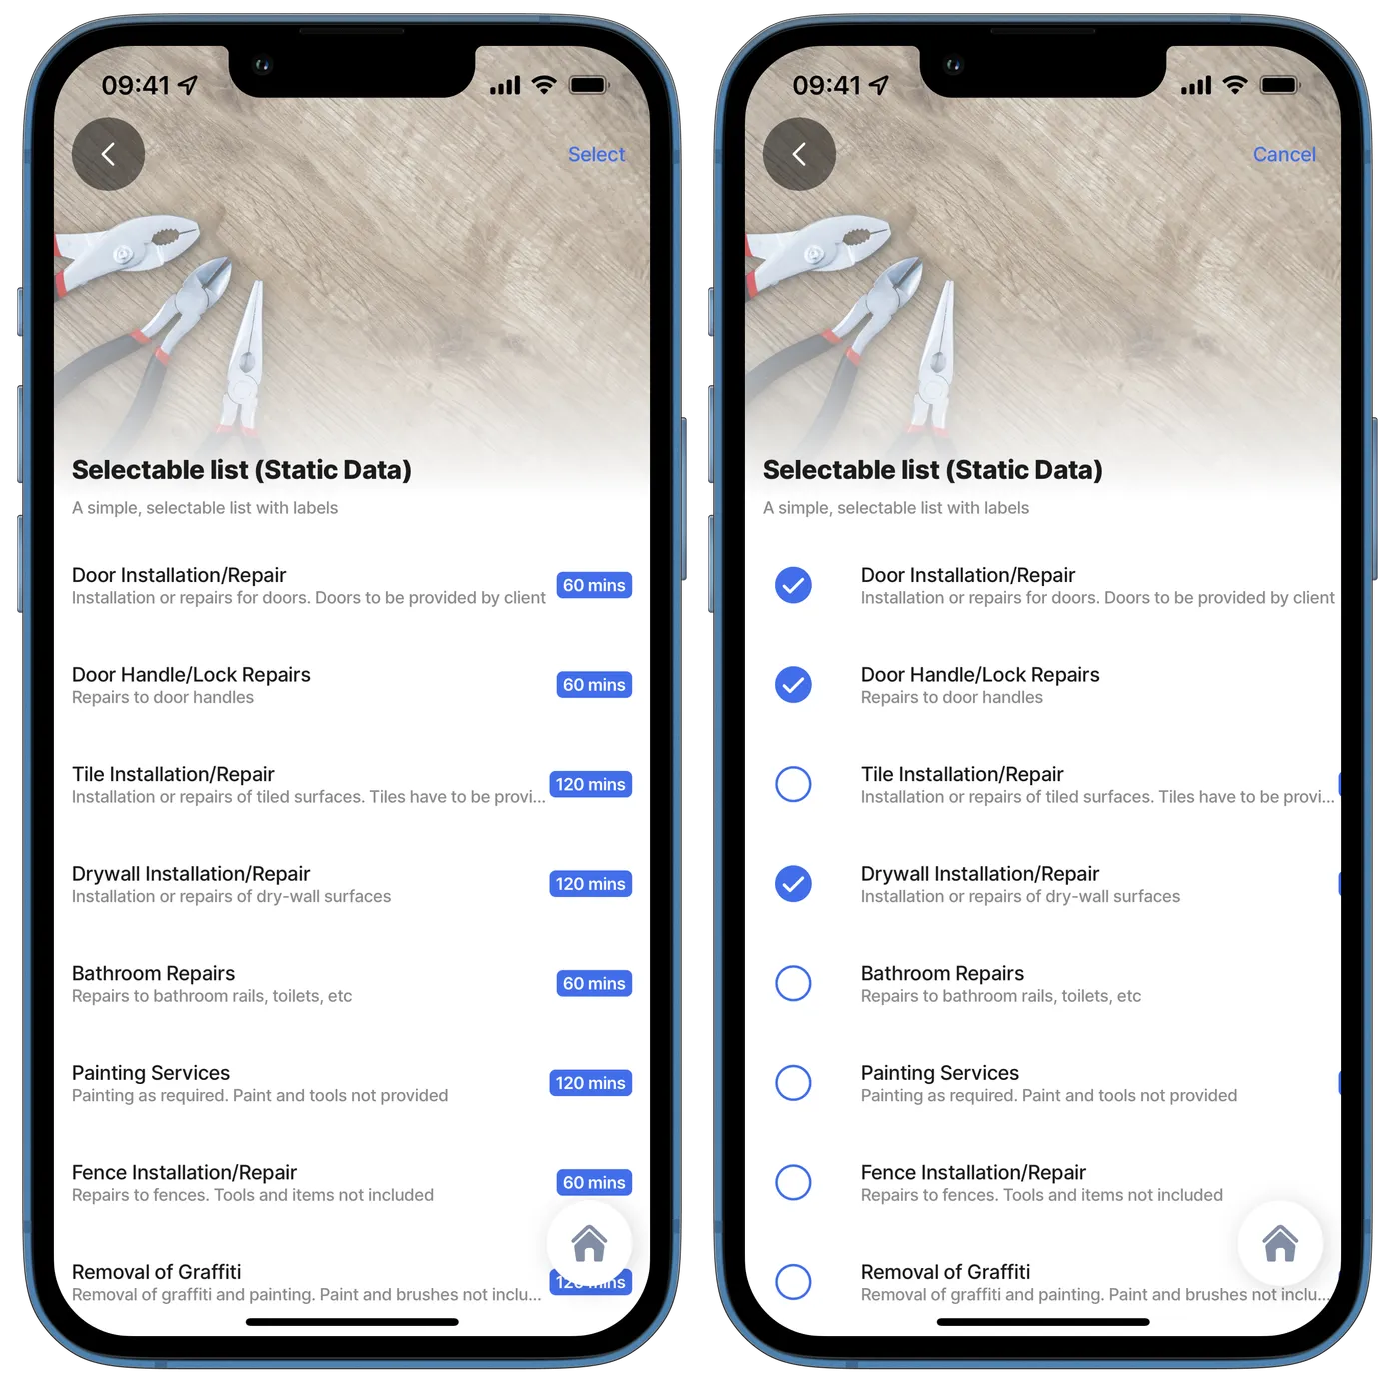 09:41
Select
Selectable list (Static Data)
A simple, selectable list with labels
Door Installation/Repair
Installation or repairs for doors. Doors to be provided by client
60 mins
Door Handle/Lock Repairs
Repairs to door handles
60 mins
Tile Installation/Repair
Installation or repairs of tiled surfaces. Tiles have to be provi...
120 mins
Drywall Installation/Repair
Installation or repairs of dry-wall surfaces
120 mins
Bathroom Repairs
Repairs to bathroom rails, toilets, etc
60 mins
Painting Services
Painting as required. Paint and tools not provided
120 mins
Fence Installation/Repair
Repairs to fences. Tools and items not included
60 mins
Removal of Graffiti
Removal of graffiti and painting. Paint and brushes not inclu...
09:41
Cancel
Selectable list (Static Data)
A simple, selectable list with labels
Door Installation/Repair
Installation or repairs for doors. Doors to be provided by client
Door Handle/Lock Repairs
Repairs to door handles
Tile Installation/Repair
Installation or repairs of tiled surfaces. Tiles have to be provi...
Drywall Installation/Repair
Installation or repairs of dry-wall surfaces
Bathroom Repairs
Repairs to bathroom rails, toilets, etc
Painting Services
Painting as required. Paint and tools not provided
Fence Installation/Repair
Repairs to fences. Tools and items not included
Removal of Graffiti
Removal of graffiti and painting. Paint and brushes not inclu...